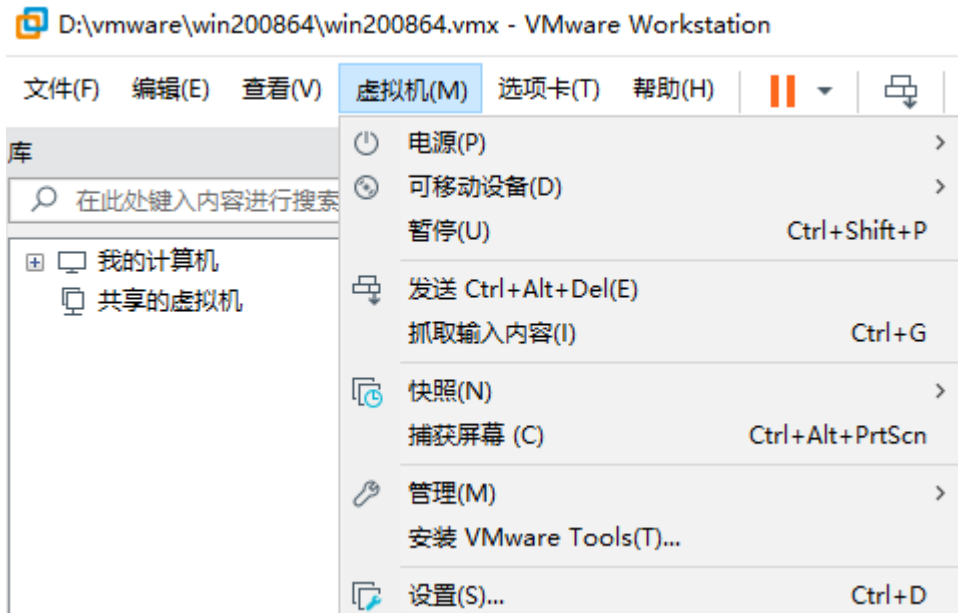 D:\vmware\win200864\win200864.vmx - VMware Workstation
文件(F) 编辑(E) 查看(V) 虚拟机(M) 选项卡(T) 帮助(H)
库
在此处键入内容进行搜索
我的计算机
共享的虚拟机
电源(P)
可移动设备(D)
暂停(U) Ctrl+Shift+P
发送 Ctrl+Alt+Del(E)
抓取输入内容(I) Ctrl+G
快照(N)
捕获屏幕 (C) Ctrl+Alt+PrtScn
管理(M)
安装 VMware Tools(T)...
设置(S)... Ctrl+D